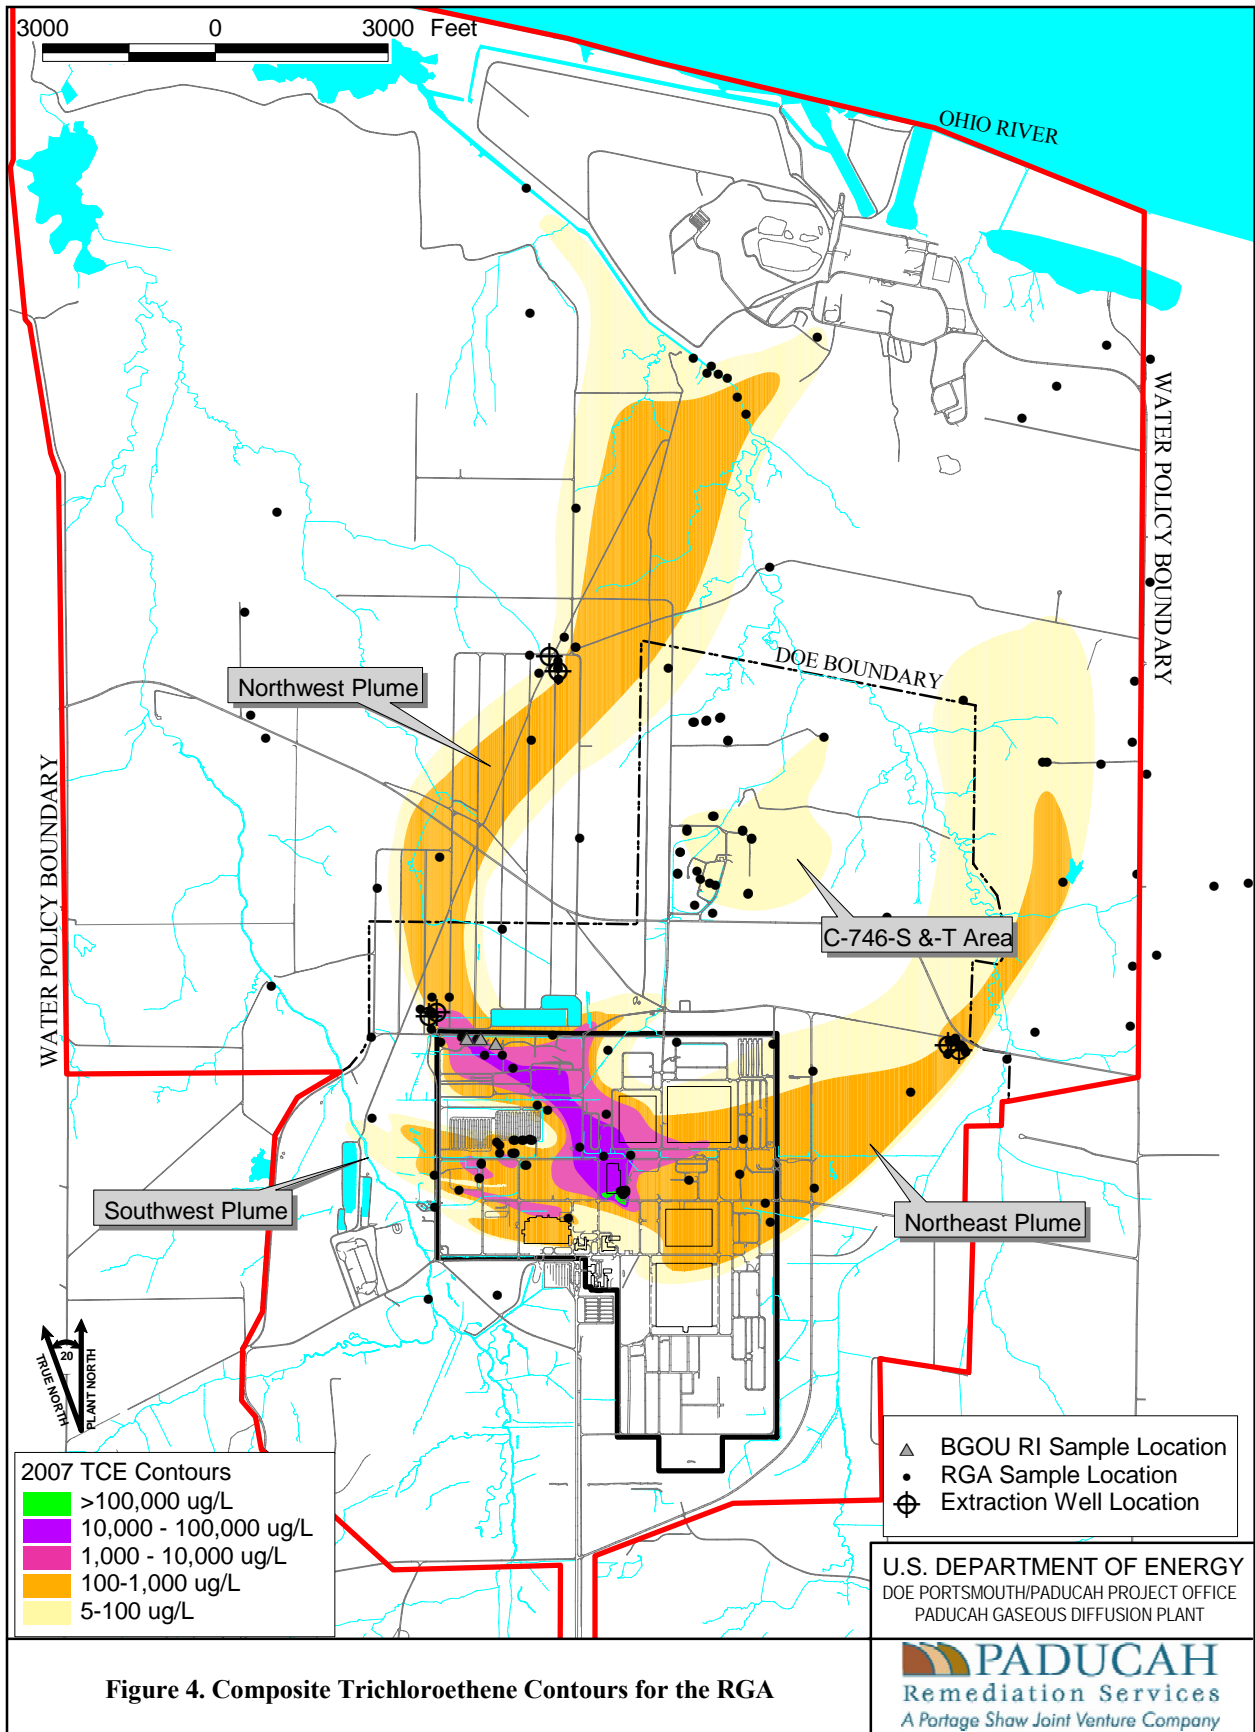 3000 0 3000 Feet
OHIO RIVER
WATER POLICY BOUNDARY
DOE BOUNDARY
Northwest Plume
WATER POLICY BOUNDARY
C-746-S &-T Area
Southwest Plume
Northeast Plume
20
TRUE NORTH
PLANT NORTH
2007 TCE Contours
>100,000 ug/L
10,000 - 100,000 ug/L
1,000 - 10,000 ug/L
100-1,000 ug/L
5-100 ug/L
BGOU RI Sample Location
RGA Sample Location
Extraction Well Location
U.S. DEPARTMENT OF ENERGY
DOE PORTSMOUTH/PADUCAH PROJECT OFFICE
PADUCAH GASEOUS DIFFUSION PLANT
Figure 4. Composite Trichloroethene Contours for the RGA
PADUCAH
Remediation Services
A Portage Shaw Joint Venture Company